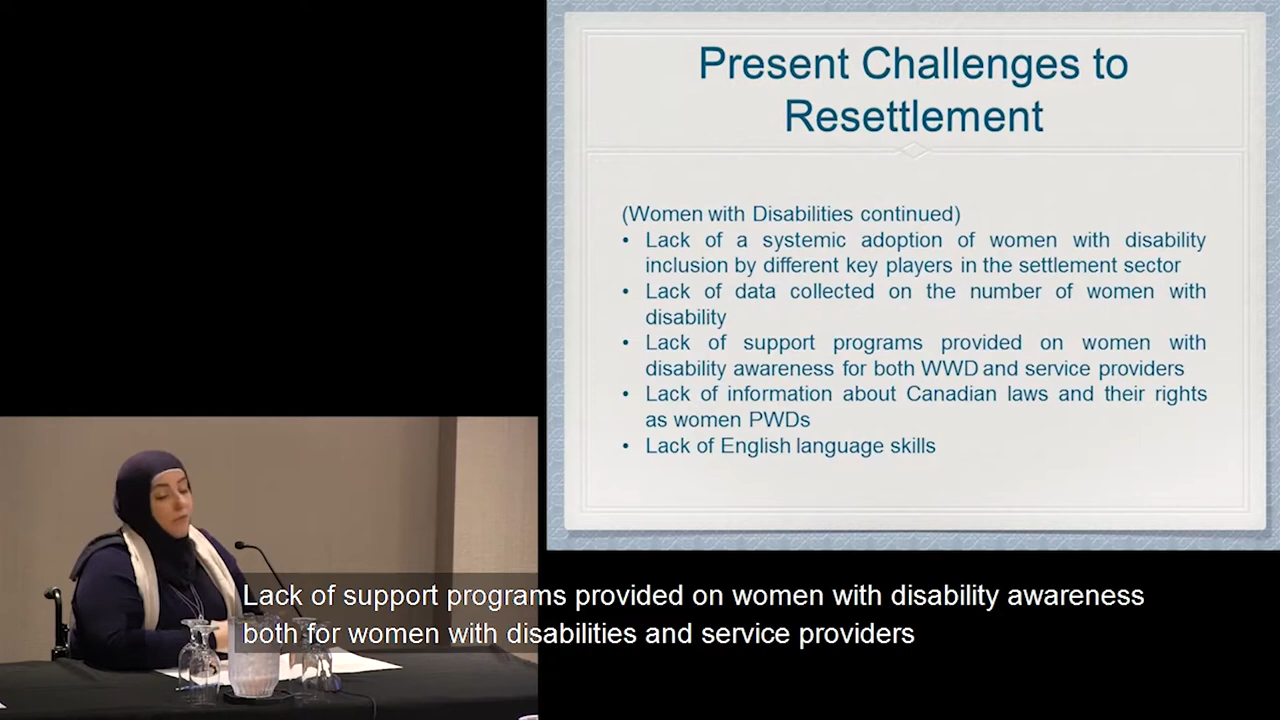 Present Challenges to
Resettlement
(Women with Disabilities continued)
• Lack of a systemic adoption of women with disability
inclusion by different key players in the settlement sector
• Lack of data collected on the number of women with
disability
• Lack of support programs provided on women with
disability awareness for both WWD and service providers
• Lack of information about Canadian laws and their rights
as women PWDs
• Lack of English language skills
Lack of support programs provided on women with disability awareness
both for women with disabilities and service providers